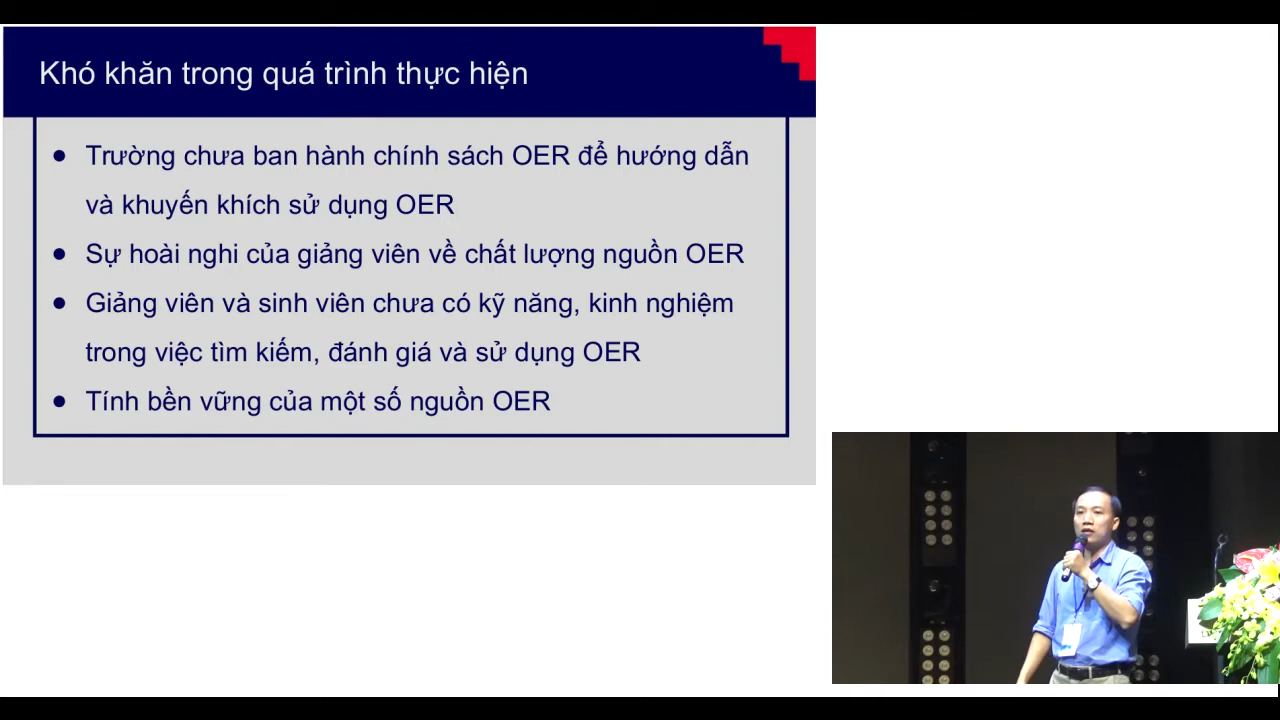 Khó khăn trong quá trình thực hiện
● Trường chưa ban hành chính sách OER để hướng dẫn
và khuyến khích sử dụng OER
● Sự hoài nghi của giảng viên về chất lượng nguồn OER
● Giảng viên và sinh viên chưa có kỹ năng, kinh nghiệm
trong việc tìm kiếm, đánh giá và sử dụng OER
● Tính bền vững của một số nguồn OER